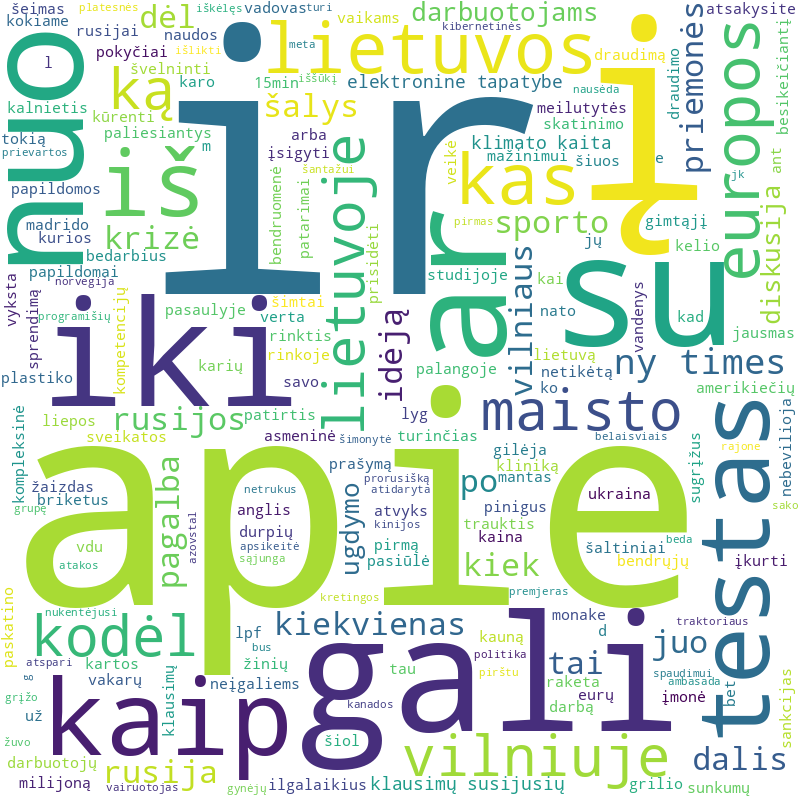 šeimas
platesnės
dėl
iškėlęs
vadovas
turi
darbuotojams
atsakysite
kokiame
rusijai
naudos
lietuvos
meta
kibernetinės
priemonės
l
pokyčiai
išlikti
draudimą
į
nuo
švelninti
karo
15min
iššūkį
elektronine tapatybe
nausėda
draudimo
europos
besikeičiantį
kalnietis
ką
kūrenti
šalys
meilutytės
skatinimo
tokią
paliesiantys
m
ir
arba
klimato kaita
prievartos
iš
įsigyti
veikė
mažinimui
šiuos
e
diskusija
ant
papildomos
bendruomenė
patarimai
šantažui
lietuvoje
kas
jk
madrido
krizė
prisidėti
ar
pirmas
sporto
gimtąjį
kurios
bedarbius
jų
kelio
vyksta
papildomai
studijoje
vilniaus
kai
su
norvegija
pasaulyje
šimtai
idėją
nato
vandenys
sprendimą
programišių
kompetencijų
iki
verta
palangoje
kad
rinktis
rinkoje
lietuvą
jausmas
plastiko
karių
savo
netikėtą
ny times
ko
amerikiečių
liepos
rusijos
patirtis
lyg
maisto
testas
nebevilioja
kompleksinė
sveikatos
asmeninė
šimonytė
turinčias
belaisviais
sugrįžus
rajone
apie
gilėja
žaizdas
pagalba
prašymą
kliniką
briketus
netrukus
prorusišką
po
mantas
ukraina
sako
grupę
azovstal
anglis
atidaryta
ugdymo
atvyks
pinigus
durpių
kinijos
trauktis
vdu
apsikeitė
pirmą
kaina
šaltiniai
beda
įkurti
atakos
sąjunga
pasiūlė
kiek
bendrųjų
paskatino
kretingos
premjeras
nukentėjusi
kodėl
kiekvienas
monake
traktoriaus
lpf
kauną
d
juo
bus
gali
politika
tai
atspari
kartos
žinių
tau
pirštu
raketa
spaudimui
g
vakarų
klausimų
neįgaliems
eurų
ambasada
grįžo
kaip
kanados
darbą
įmonė
bet
už
sankcijas
žuvo
šiol
vilniuje
dalis
darbuotojų
rusija
milijoną
vairuotojas
gynėjų
ilgalaikius
klausimų susijusių
grilio
sunkumų